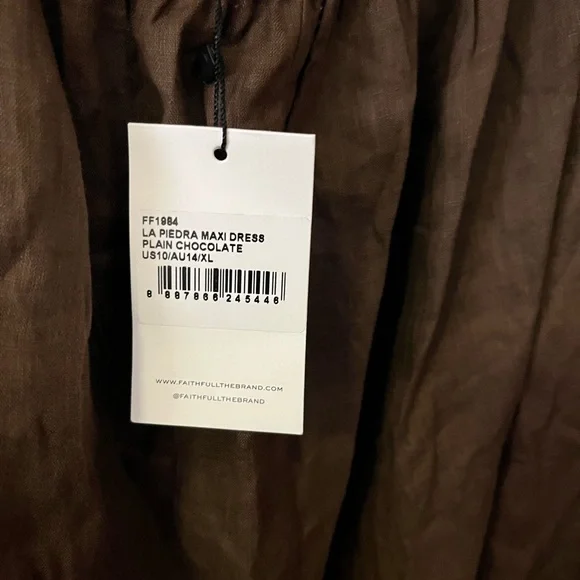 FF1984
LA PIEDRA MAXI DRESS
PLAIN CHOCOLATE
US10/AU14/XL
8 887866 245446
WWW.FAITHFULLTHEBRAND.COM
@FAITHFULLTHEBRAND